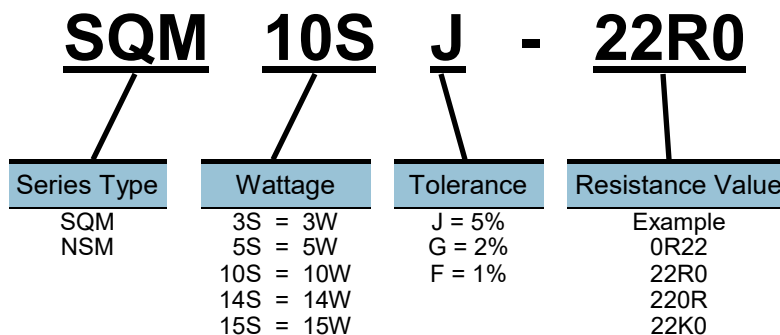 SQM 10S J - 22R0
Series Type Wattage Tolerance Resistance Value
SQM 3S = 3W J = 5% Example
NSM 5S = 5W G = 2% 0R22
10S = 10W F = 1% 22R0
14S = 14W 220R
15S = 15W 22K0